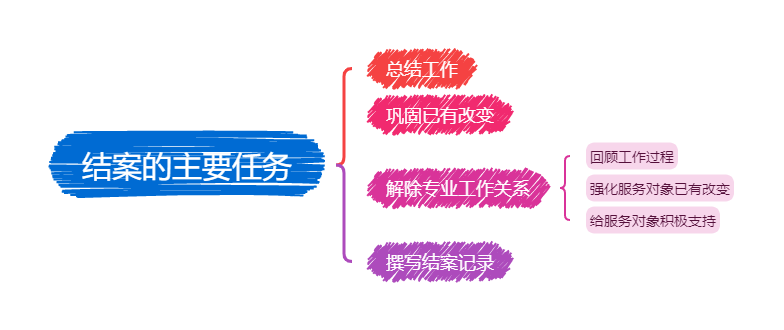 结案的主要任务
总结工作
巩固已有改变
解除专业工作关系
回顾工作过程
强化服务对象已有改变
给服务对象积极支持
撰写结案记录